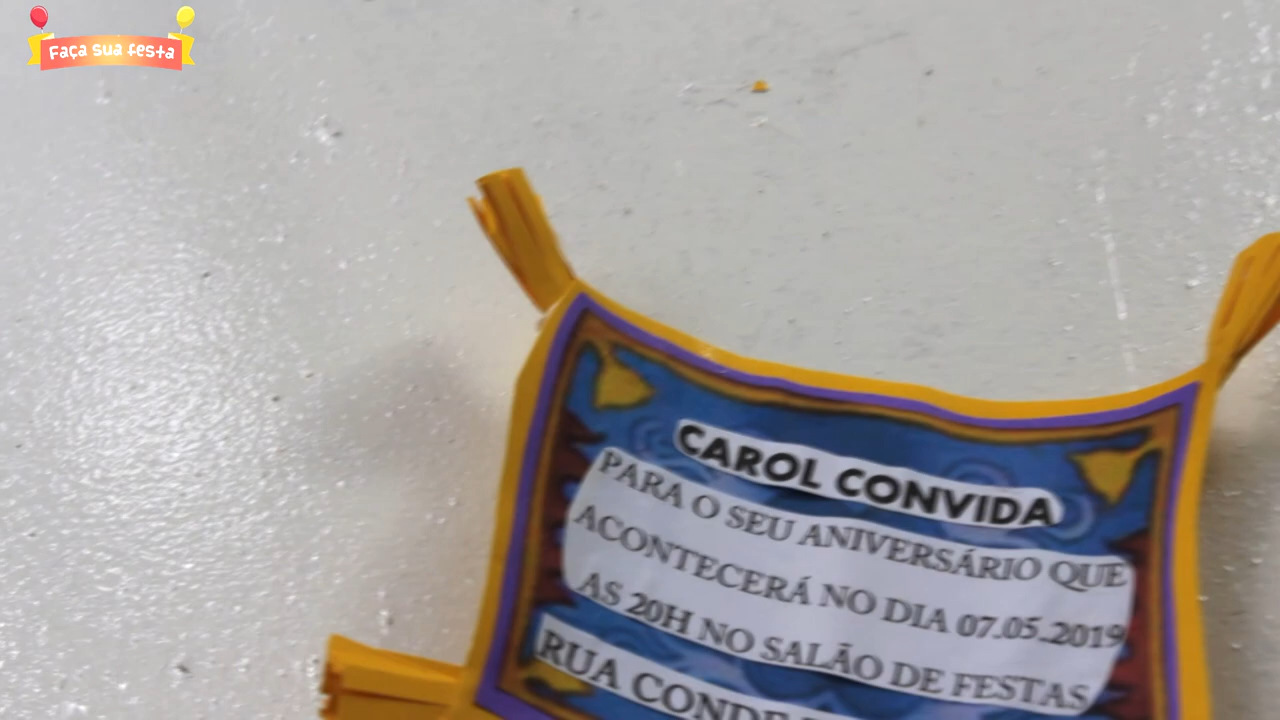 Faça sua festa
CAROL CONVIDA
PARA O SEU ANIVERSÁRIO QUE
ACONTECERÁ NO DIA 07.05.2019
AS 20H NO SALÃO DE FESTAS
RUA CONDE